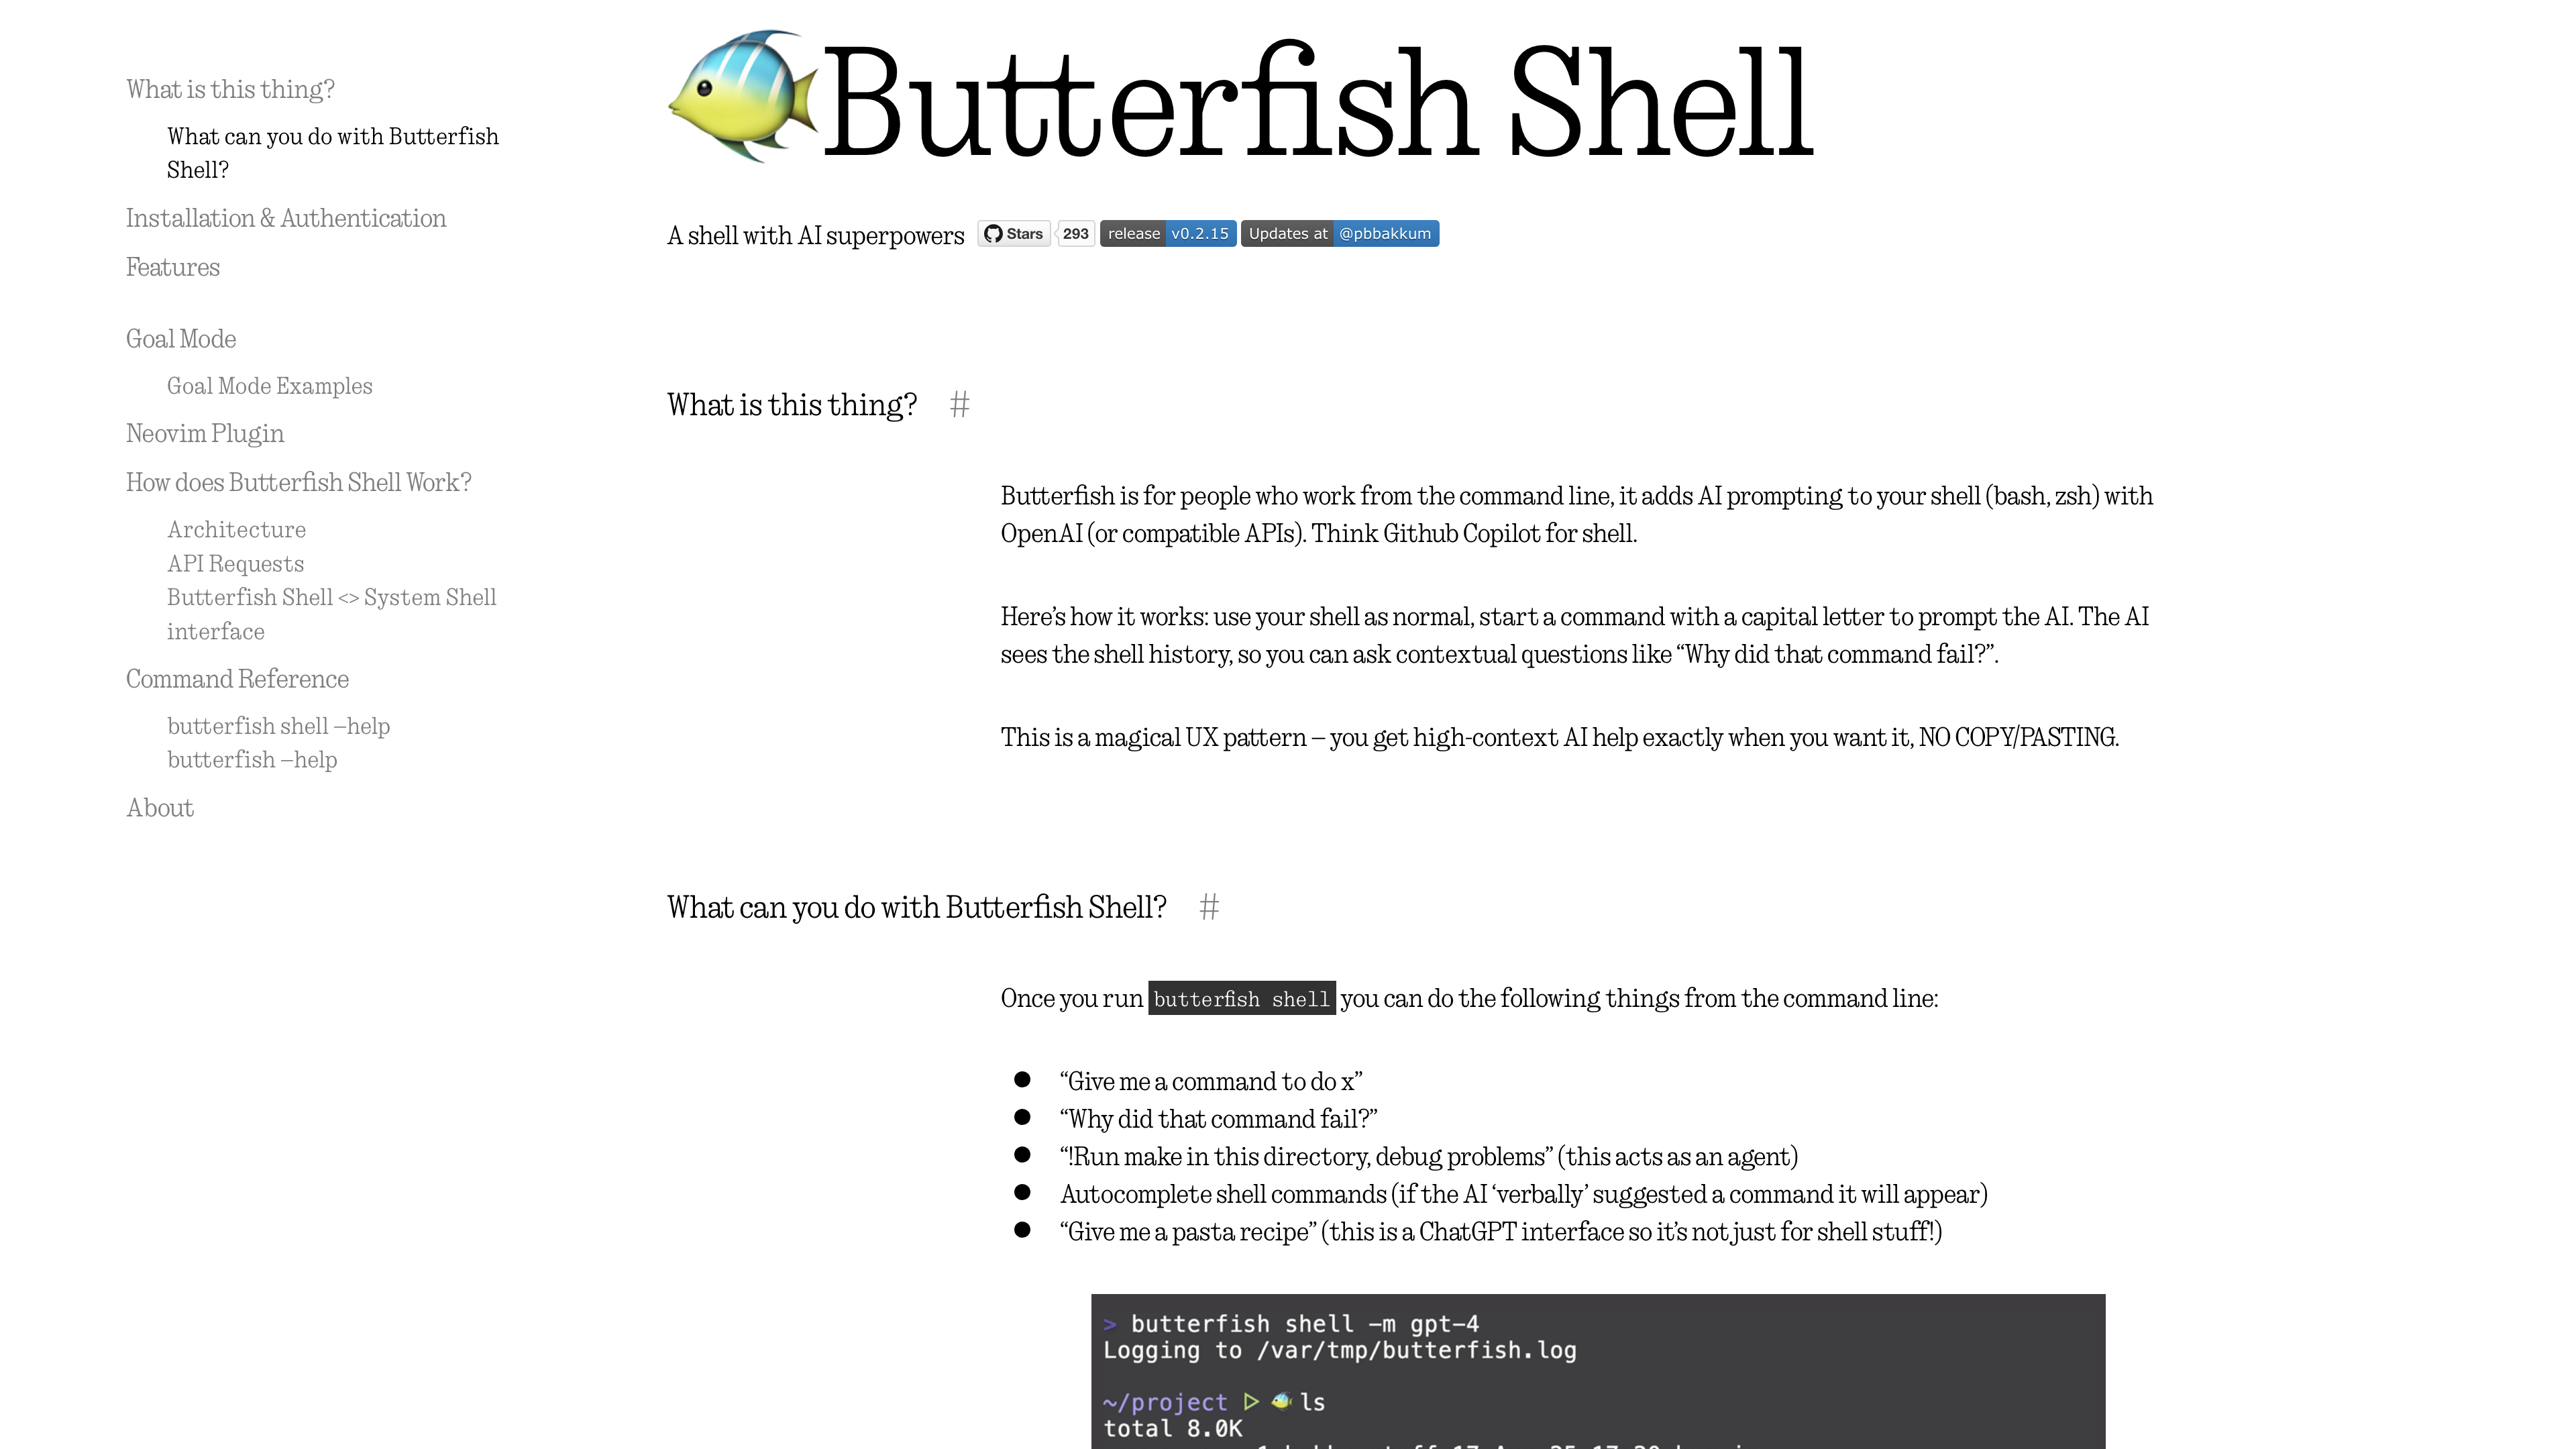 What is this thing?
What can you do with Butterfish
Shell?
Installation & Authentication
Features
Goal Mode
Goal Mode Examples
Neovim Plugin
How does Butterfish Shell Work?
Architecture
API Requests
Butterfish Shell <> System Shell
interface
Command Reference
butterfish shell –help
butterfish –help
About
Butterfish Shell
A shell with AI superpowers Stars 293 release v0.2.15 Updates at @pbbakkum
What is this thing? #
Butterfish is for people who work from the command line, it adds AI prompting to your shell (bash, zsh) with
OpenAI (or compatible APIs). Think Github Copilot for shell.
Here’s how it works: use your shell as normal, start a command with a capital letter to prompt the AI. The AI
sees the shell history, so you can ask contextual questions like “Why did that command fail?”.
This is a magical UX pattern – you get high-context AI help exactly when you want it, NO COPY/PASTING.
What can you do with Butterfish Shell? #
Once you run butterfish shell you can do the following things from the command line:
● “Give me a command to do x”
● “Why did that command fail?”
● “!Run make in this directory, debug problems” (this acts as an agent)
● Autocomplete shell commands (if the AI ‘verbally’ suggested a command it will appear)
● “Give me a pasta recipe” (this is a ChatGPT interface so it’s not just for shell stuff!)
> butterfish shell -m gpt-4
Logging to /var/tmp/butterfish.log
~/project ▷ 🐠 ls
total 8.0K